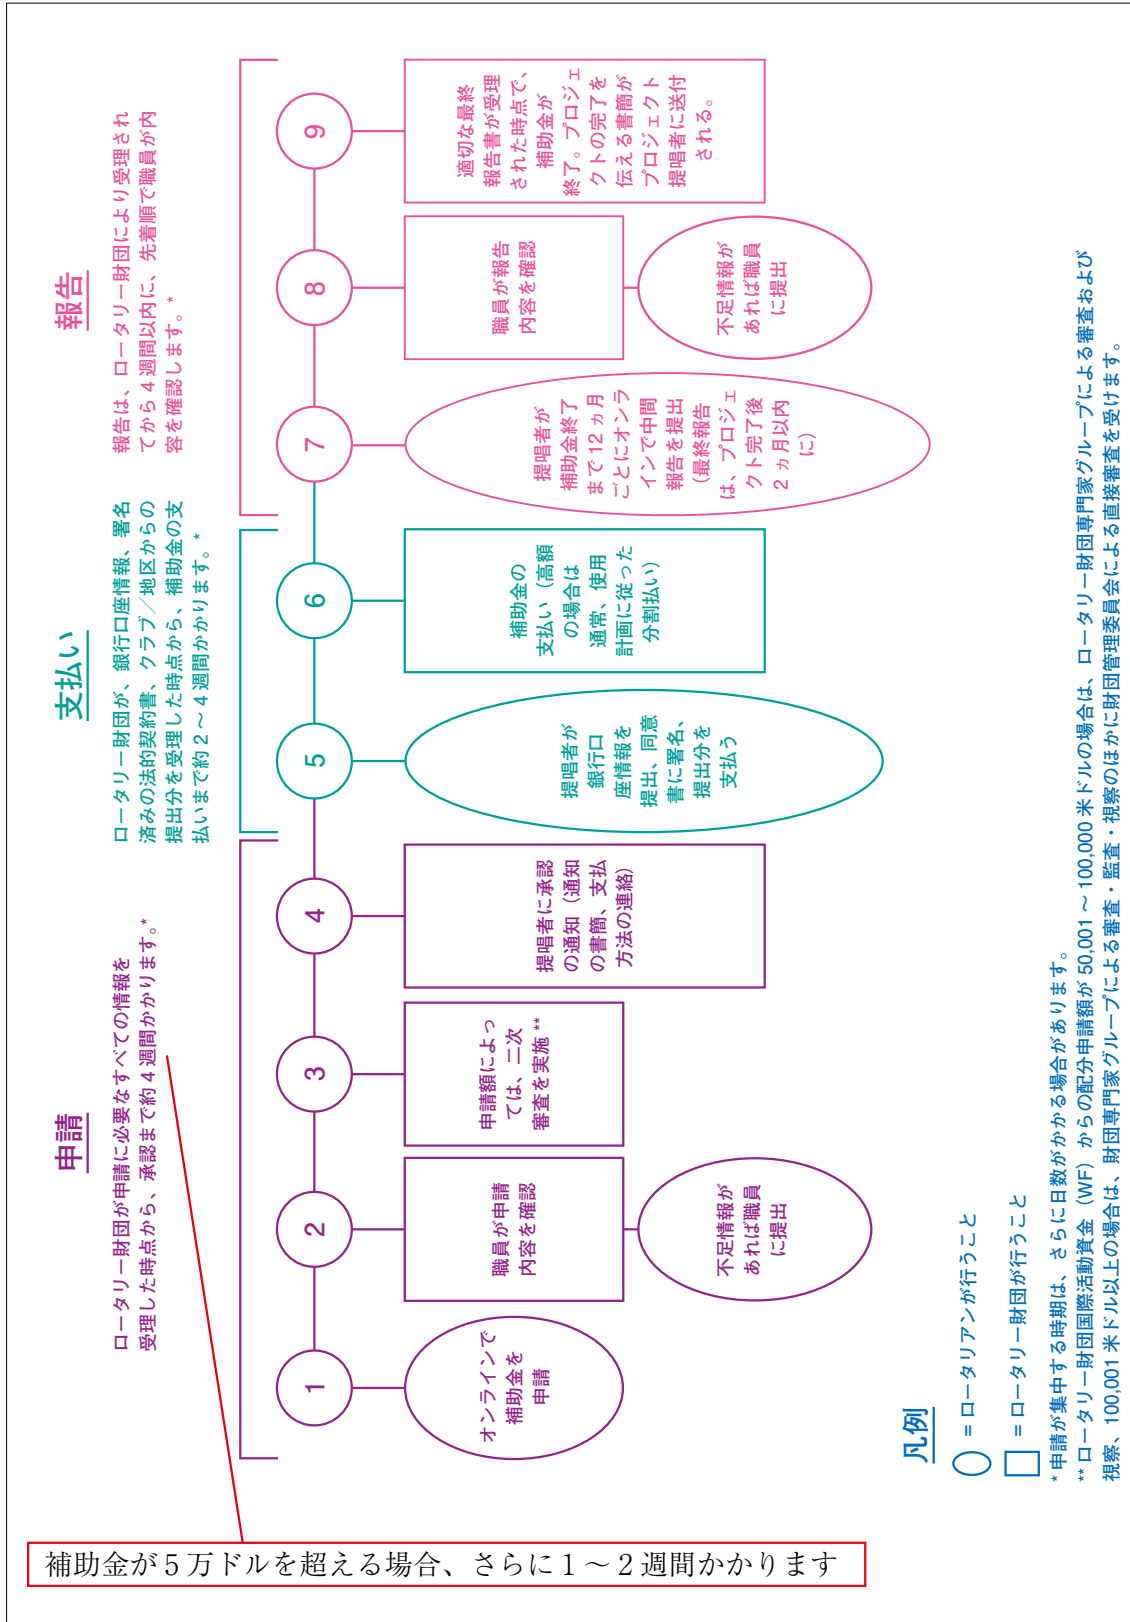 申請
ロータリー財団が申請に必要なすべての情報を
受理した時点から、承認まで約4週間かかります。*
1
オンラインで
補助金を
申請
2
職員が申請
内容を確認
不足情報が
あれば職員
に提出
3
申請額によっ
ては、二次
審査を実施**
4
提唱者に承認
の通知（通知
の書簡、支払
方法の連絡）
支払い
ロータリー財団が、銀行口座情報、署名
済みの法的契約書、クラブ／地区からの
提出分を受理した時点から、補助金の支
払いまで約2～4週間かかります。*
5
提唱者が
銀行口
座情報を
提出、同意
書に署名、
提出分を
支払う
6
補助金の
支払い（高額
の場合は
通常、使用
計画に従った
分割払い）
報告
報告は、ロータリー財団により受理され
てから4週間以内に、先着順で職員が内
容を確認します。*
7
提唱者が
補助金終了
まで12ヵ月
ごとにオンラ
インで中間
報告を提出
（最終報告
は、プロジェ
クト完了後
2ヵ月以内
に）
8
職員が報告
内容を確認
不足情報が
あれば職員
に提出
9
適切な最終
報告書が受理
された時点で、
補助金が
終了。プロジェ
クトの完了を
伝える書簡が
プロジェクト
提唱者に送付
される。
凡例
＝ロータリアンが行うこと
＝ロータリー財団が行うこと
*申請が集中する時期は、さらに日数がかかる場合があります。
**ロータリー財団国際活動資金（WF）からの配分申請額が50,001～100,000米ドルの場合は、ロータリー財団専門家グループによる審査および
視察、100,001米ドル以上の場合は、財団専門家グループによる審査・監査・視察のほかに財団管理委員会による直接審査を受けます。
補助金が5万ドルを超える場合、さらに1～2週間かかります